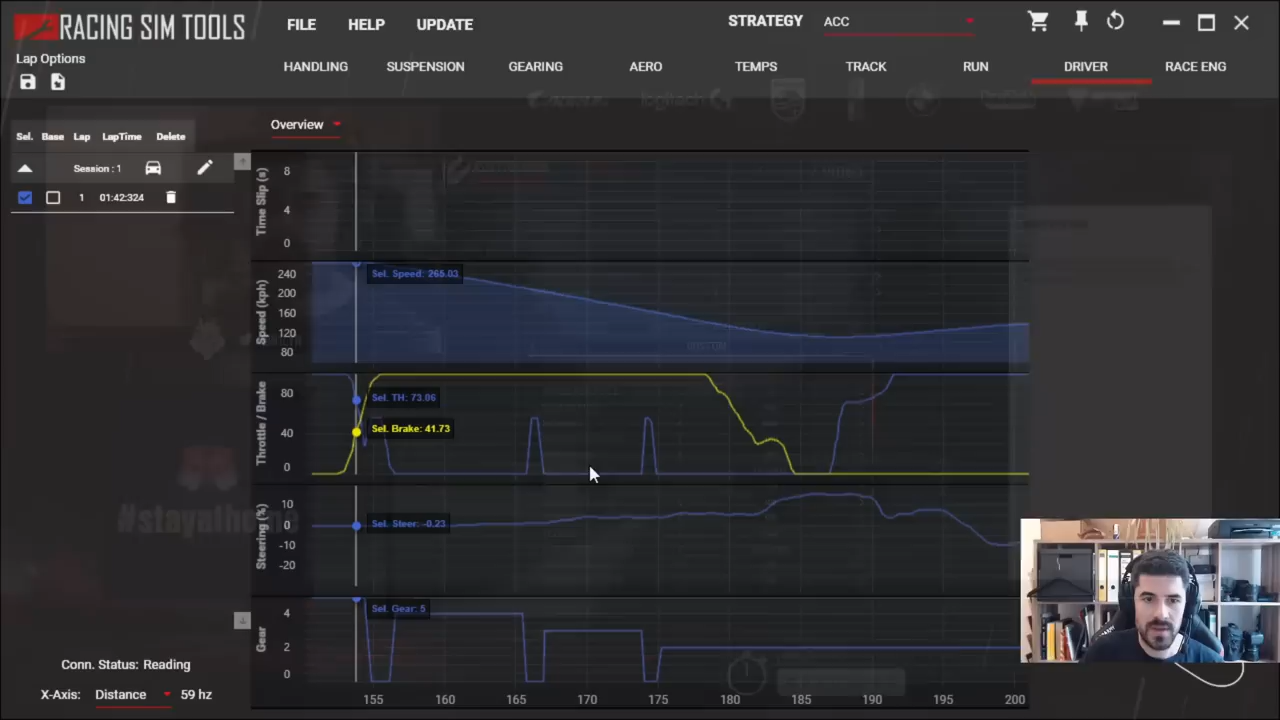 RACING SIM TOOLS
FILE
HELP
UPDATE
STRATEGY
ACC
Lap Options
HANDLING
SUSPENSION
GEARING
AERO
TEMPS
TRACK
RUN
DRIVER
RACE ENG
Sel. Base Lap LapTime Delete
Session : 1
1 01:42:324
Overview
Time Slip (s)
8
4
0
Speed (kph)
240
200
160
120
80
Sel. Speed: 265.03
Throttle / Brake
80
40
0
Sel. TH: 73.06
Sel. Brake: 41.73
Steering (%)
10
0
-10
-20
Sel. Steer: -0.23
Gear
4
2
0
Sel. Gear: 5
155 160 165 170 175 180 185 190 195 200
Conn. Status: Reading
X-Axis: Distance 59 hz
logitech
CUSTOM
#stayathome